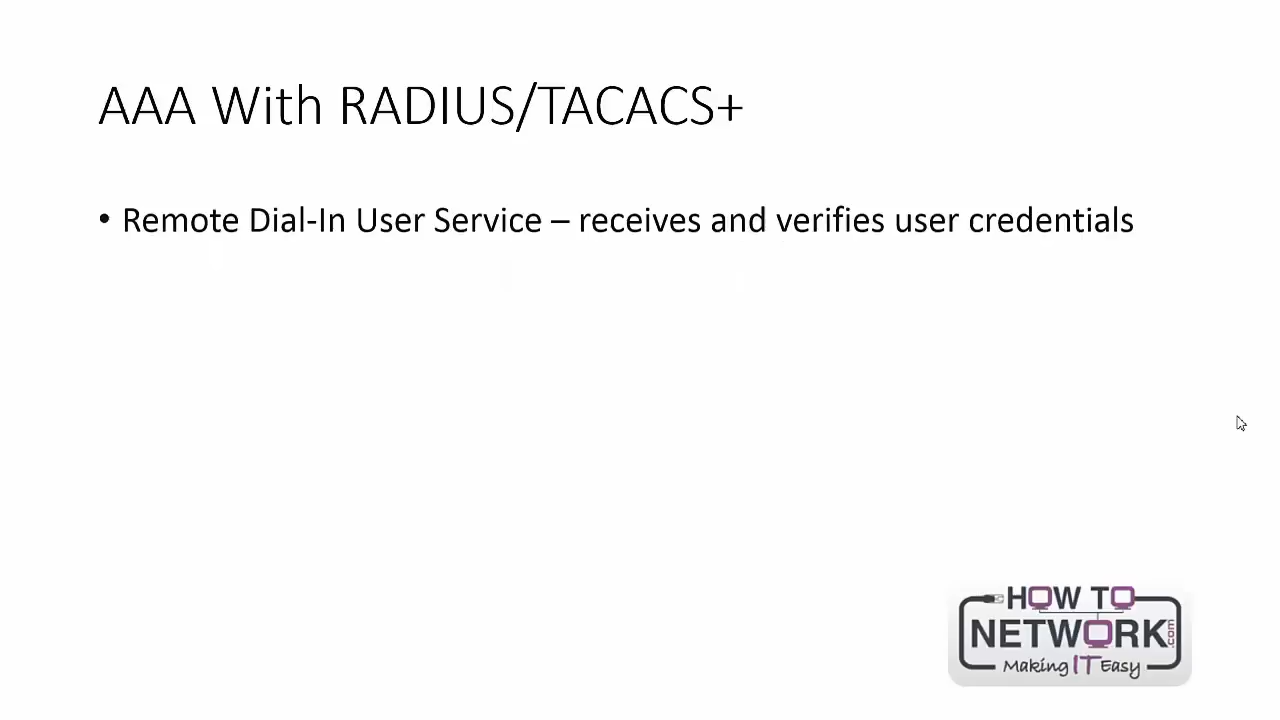 AAA With RADIUS/TACACS+
• Remote Dial-In User Service – receives and verifies user credentials
HOW TO
NETWORK.com
Making IT Easy